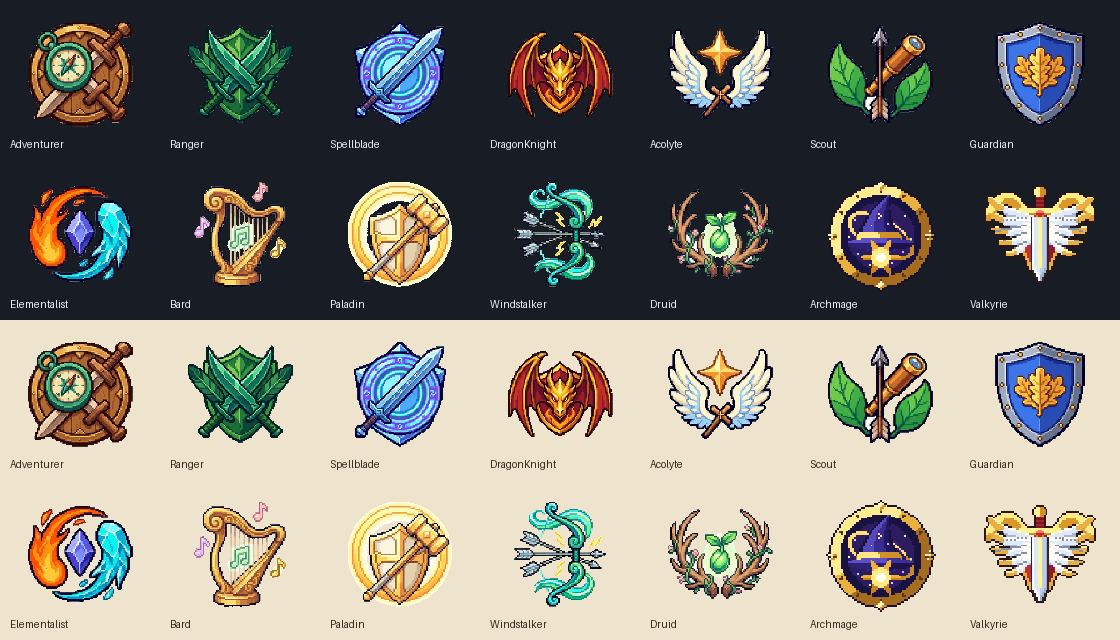 Adventurer Ranger Spellblade DragonKnight Acolyte Scout Guardian
Elementalist Bard Paladin Windstalker Druid Archmage Valkyrie
Adventurer Ranger Spellblade DragonKnight Acolyte Scout Guardian
Elementalist Bard Paladin Windstalker Druid Archmage Valkyrie